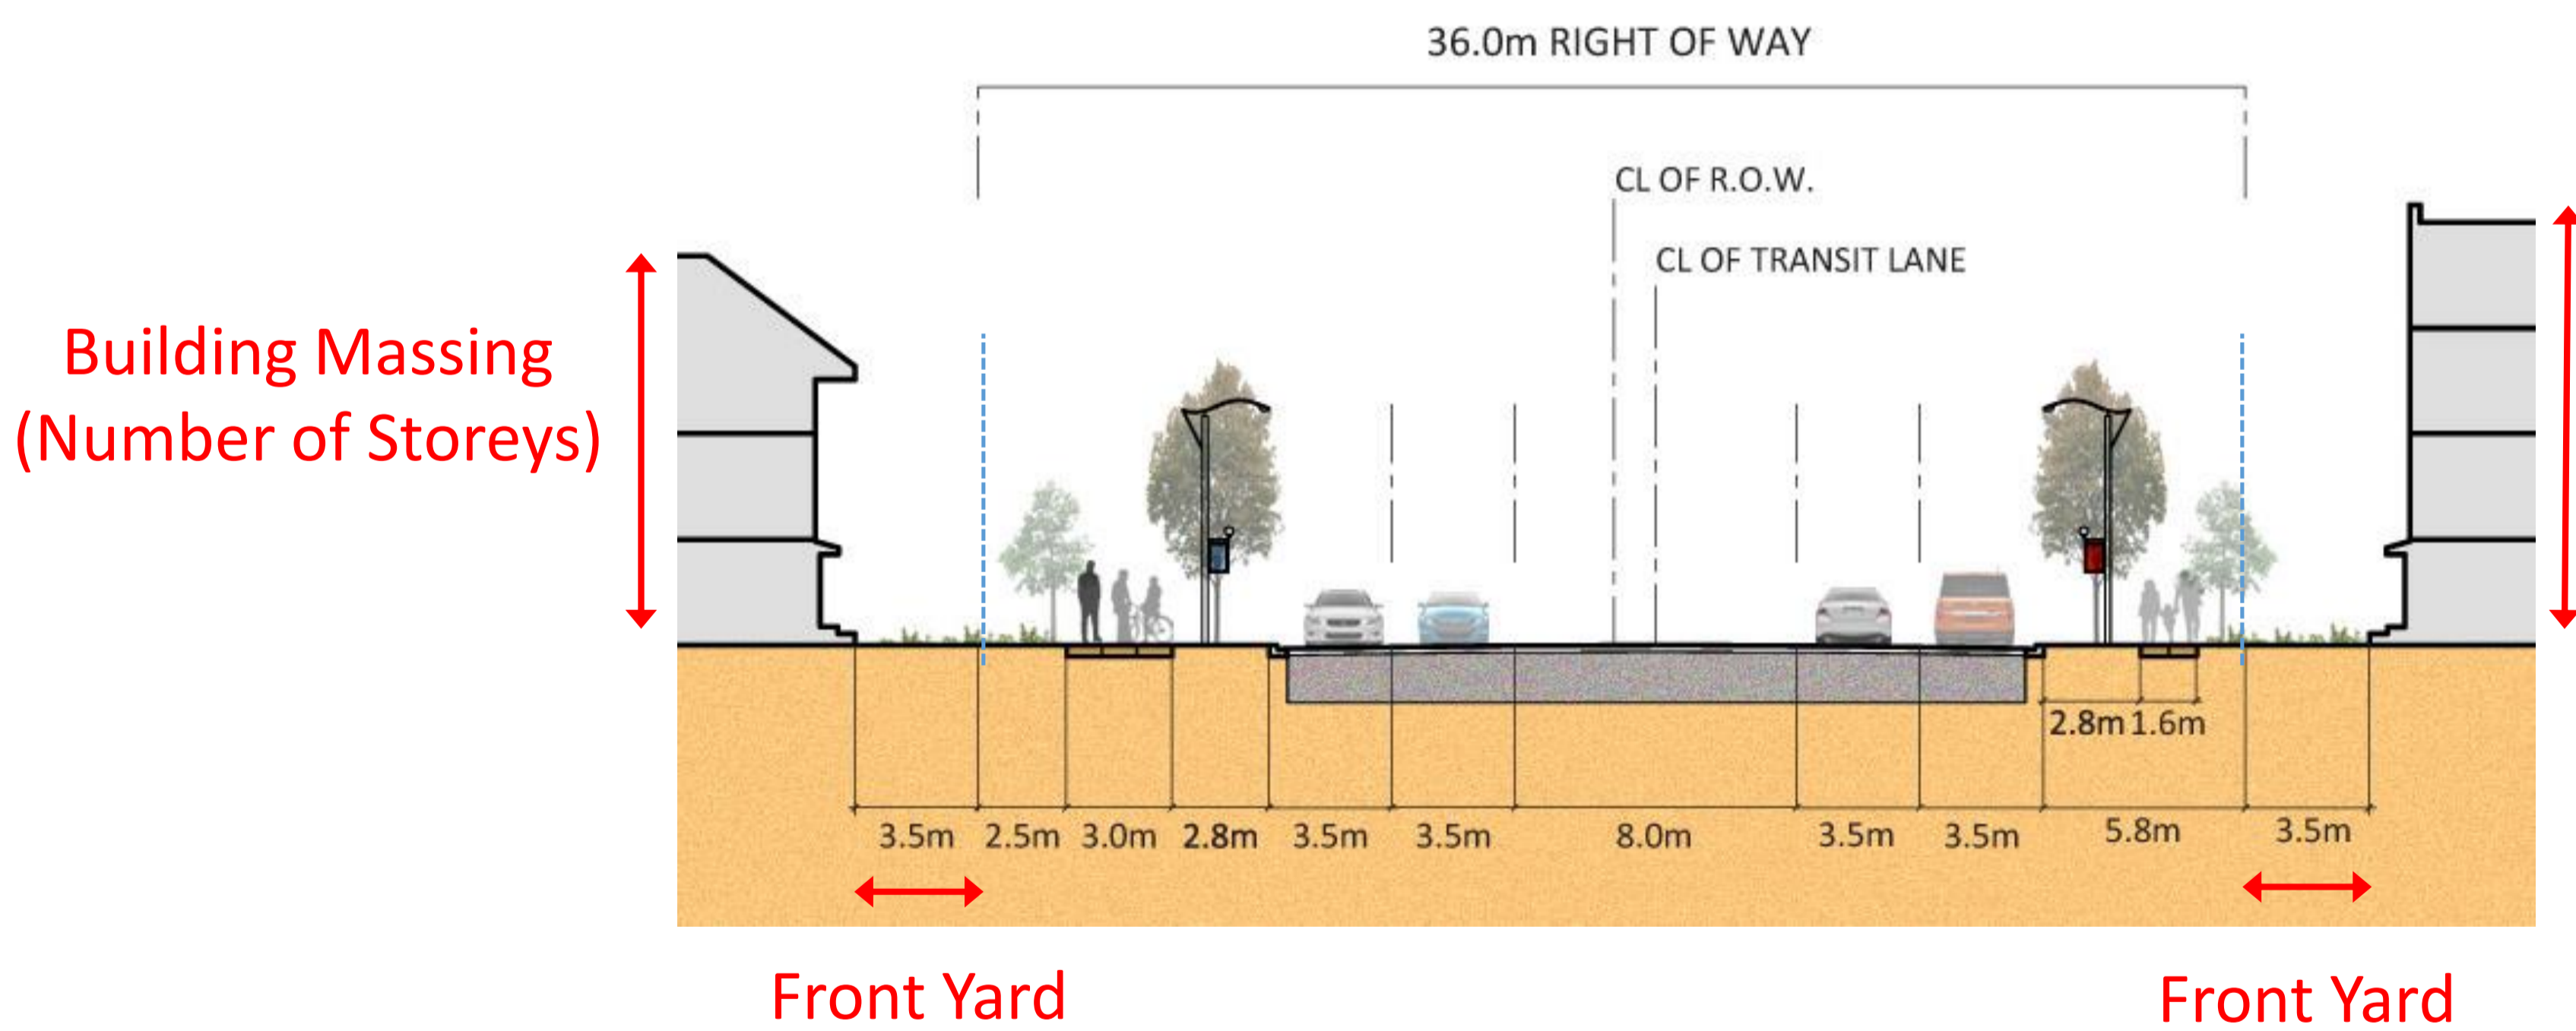 36.0m RIGHT OF WAY
CL OF R.O.W.
CL OF TRANSIT LANE
Building Massing
(Number of Storeys)
2.8m 1.6m
3.5m 2.5m 3.0m 2.8m 3.5m 3.5m 8.0m 3.5m 3.5m 5.8m 3.5m
Front Yard
Front Yard